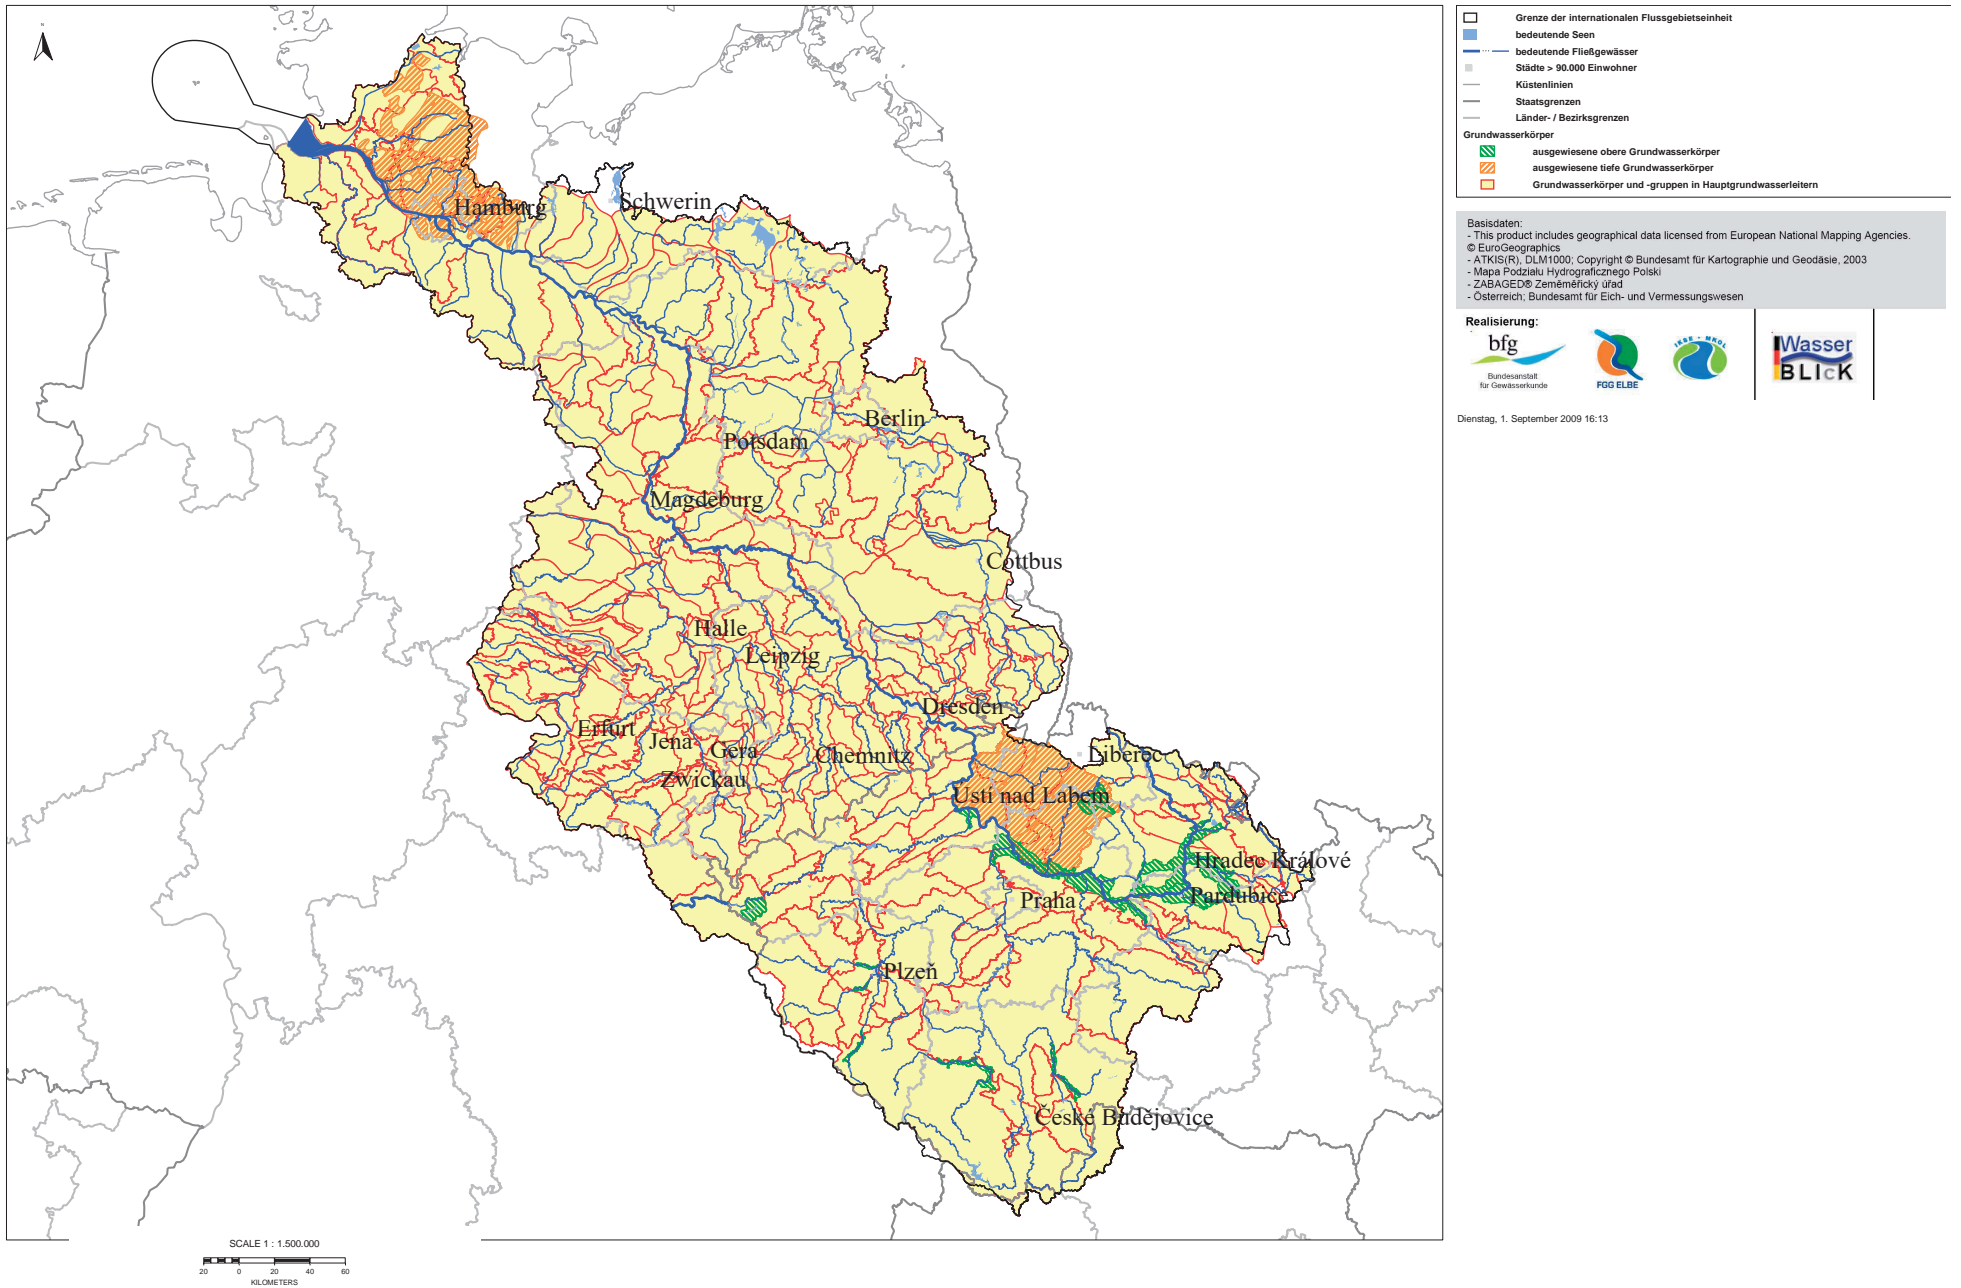 N
Grenze der internationalen Flussgebietseinheit
bedeutende Seen
bedeutende Fließgewässer
Städte > 90.000 Einwohner
Küstenlinien
Staatsgrenzen
Länder- / Bezirksgrenzen
Grundwasserkörper
ausgewiesene obere Grundwasserkörper
ausgewiesene tiefe Grundwasserkörper
Grundwasserkörper und -gruppen in Hauptgrundwasserleitern
Basisdaten:
- This product includes geographical data licensed from European National Mapping Agencies.
© EuroGeographics
- ATKIS(R), DLM1000; Copyright © Bundesamt für Kartographie und Geodäsie, 2003
- Mapa Podziału Hydrograficznego Polski
- ZABAGED® Zeměměřický úřad
- Österreich; Bundesamt für Eich- und Vermessungswesen
Realisierung:
bfg
Bundesanstalt
für Gewässerkunde
FGG ELBE
IKSE - MKOL
Wasser
BLIcK
Dienstag, 1. September 2009 16:13
Schwerin
Hamburg
Berlin
Potsdam
Magdeburg
Cottbus
Halle
Leipzig
Dresden
Erfurt
Jena
Gera
Chemnitz
Liberec
Zwickau
Ústí nad Labem
Hradec Králové
Pardubice
Praha
Plzeň
České Budějovice
SCALE 1 : 1.500.000
20 0 20 40 60
KILOMETERS